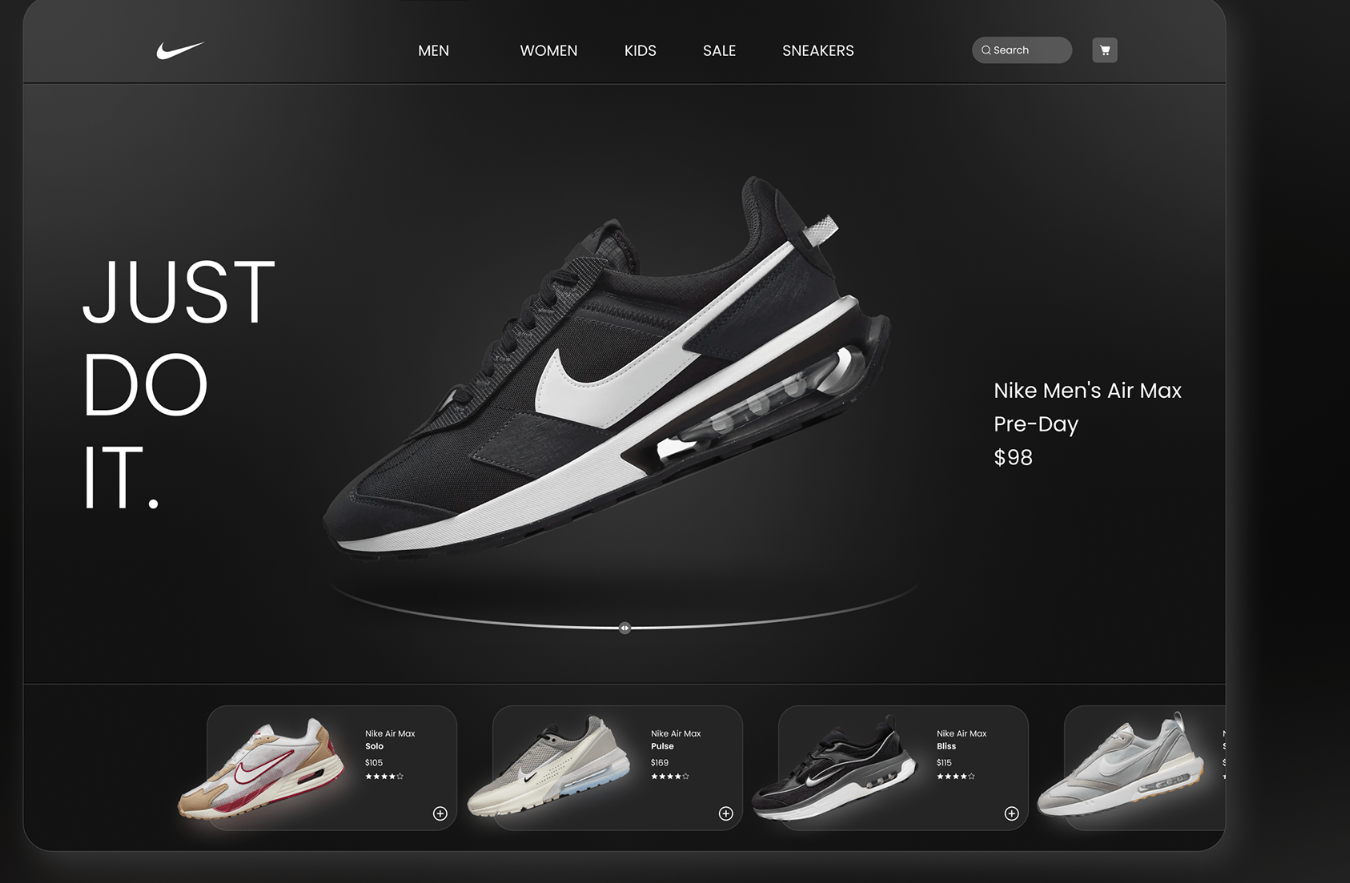 MEN WOMEN KIDS SALE SNEAKERS Search
JUST
DO
IT.
Nike Men's Air Max
Pre-Day
$98
Nike Air Max
Solo
$105
Nike Air Max
Pulse
$169
Nike Air Max
Bliss
$115